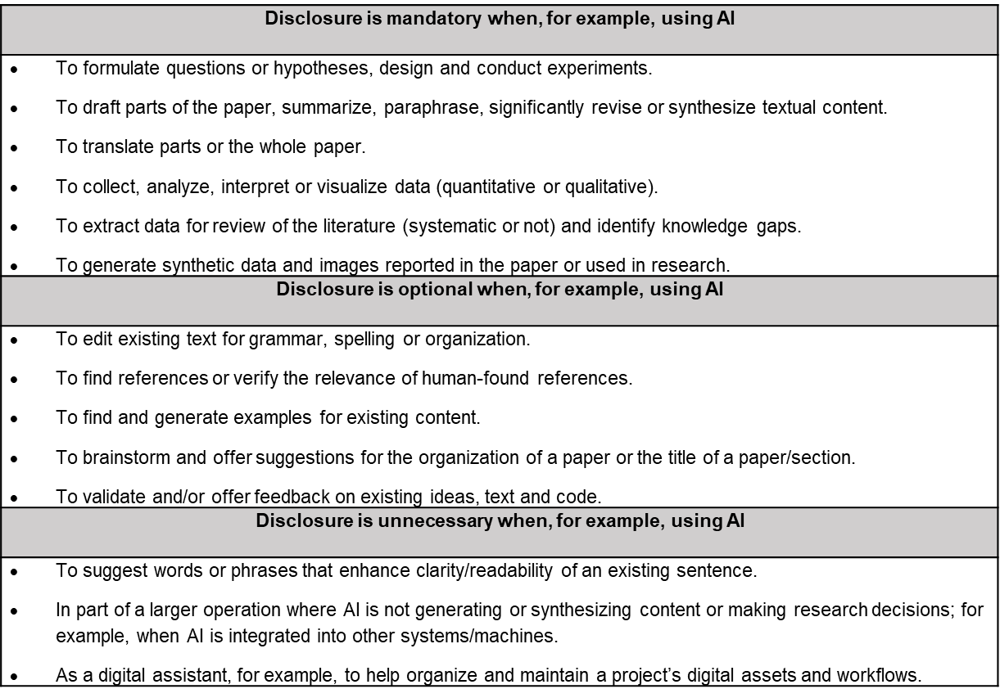 Disclosure is mandatory when, for example, using AI
• To formulate questions or hypotheses, design and conduct experiments.
• To draft parts of the paper, summarize, paraphrase, significantly revise or synthesize textual content.
• To translate parts or the whole paper.
• To collect, analyze, interpret or visualize data (quantitative or qualitative).
• To extract data for review of the literature (systematic or not) and identify knowledge gaps.
• To generate synthetic data and images reported in the paper or used in research.
Disclosure is optional when, for example, using AI
• To edit existing text for grammar, spelling or organization.
• To find references or verify the relevance of human-found references.
• To find and generate examples for existing content.
• To brainstorm and offer suggestions for the organization of a paper or the title of a paper/section.
• To validate and/or offer feedback on existing ideas, text and code.
Disclosure is unnecessary when, for example, using AI
• To suggest words or phrases that enhance clarity/readability of an existing sentence.
• In part of a larger operation where AI is not generating or synthesizing content or making research decisions; for
example, when AI is integrated into other systems/machines.
• As a digital assistant, for example, to help organize and maintain a project's digital assets and workflows.